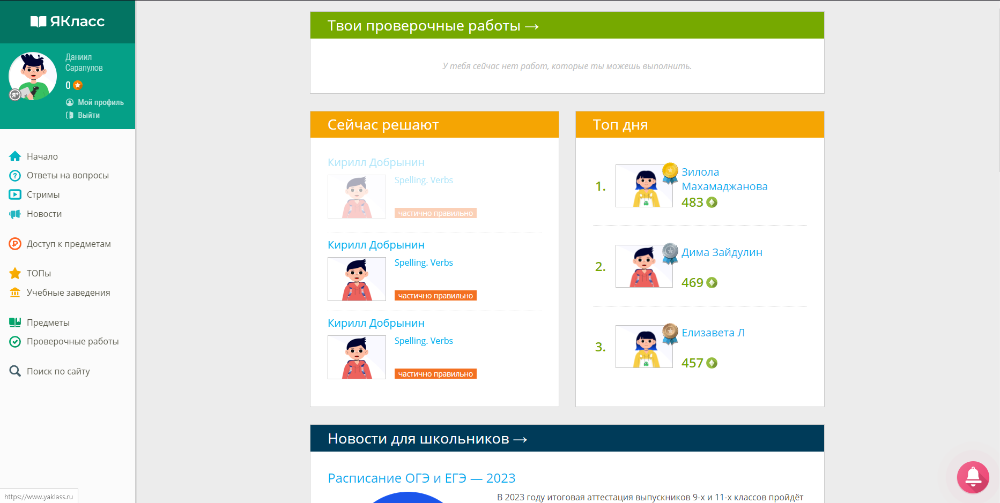 ЯКласс
Даниил
Сарапулов
0
Я+
Мой профиль
Выйти
Начало
Ответы на вопросы
Стримы
Новости
Доступ к предметам
ТОПы
Учебные заведения
Предметы
Проверочные работы
Поиск по сайту
https://www.yaklass.ru
Твои проверочные работы →
У тебя сейчас нет работ, которые ты можешь выполнить.
Сейчас решают
Кирилл Добрынин
Spelling. Verbs
частично правильно
Кирилл Добрынин
Spelling. Verbs
частично правильно
Кирилл Добрынин
Spelling. Verbs
частично правильно
Топ дня
1.
Зилола
Махамаджанова
483
2.
Дима Зайдулин
469
3.
Елизавета Л
457
Новости для школьников →
Расписание ОГЭ и ЕГЭ — 2023
В 2023 году итоговая аттестация выпускников 9-х и 11-х классов пройдёт